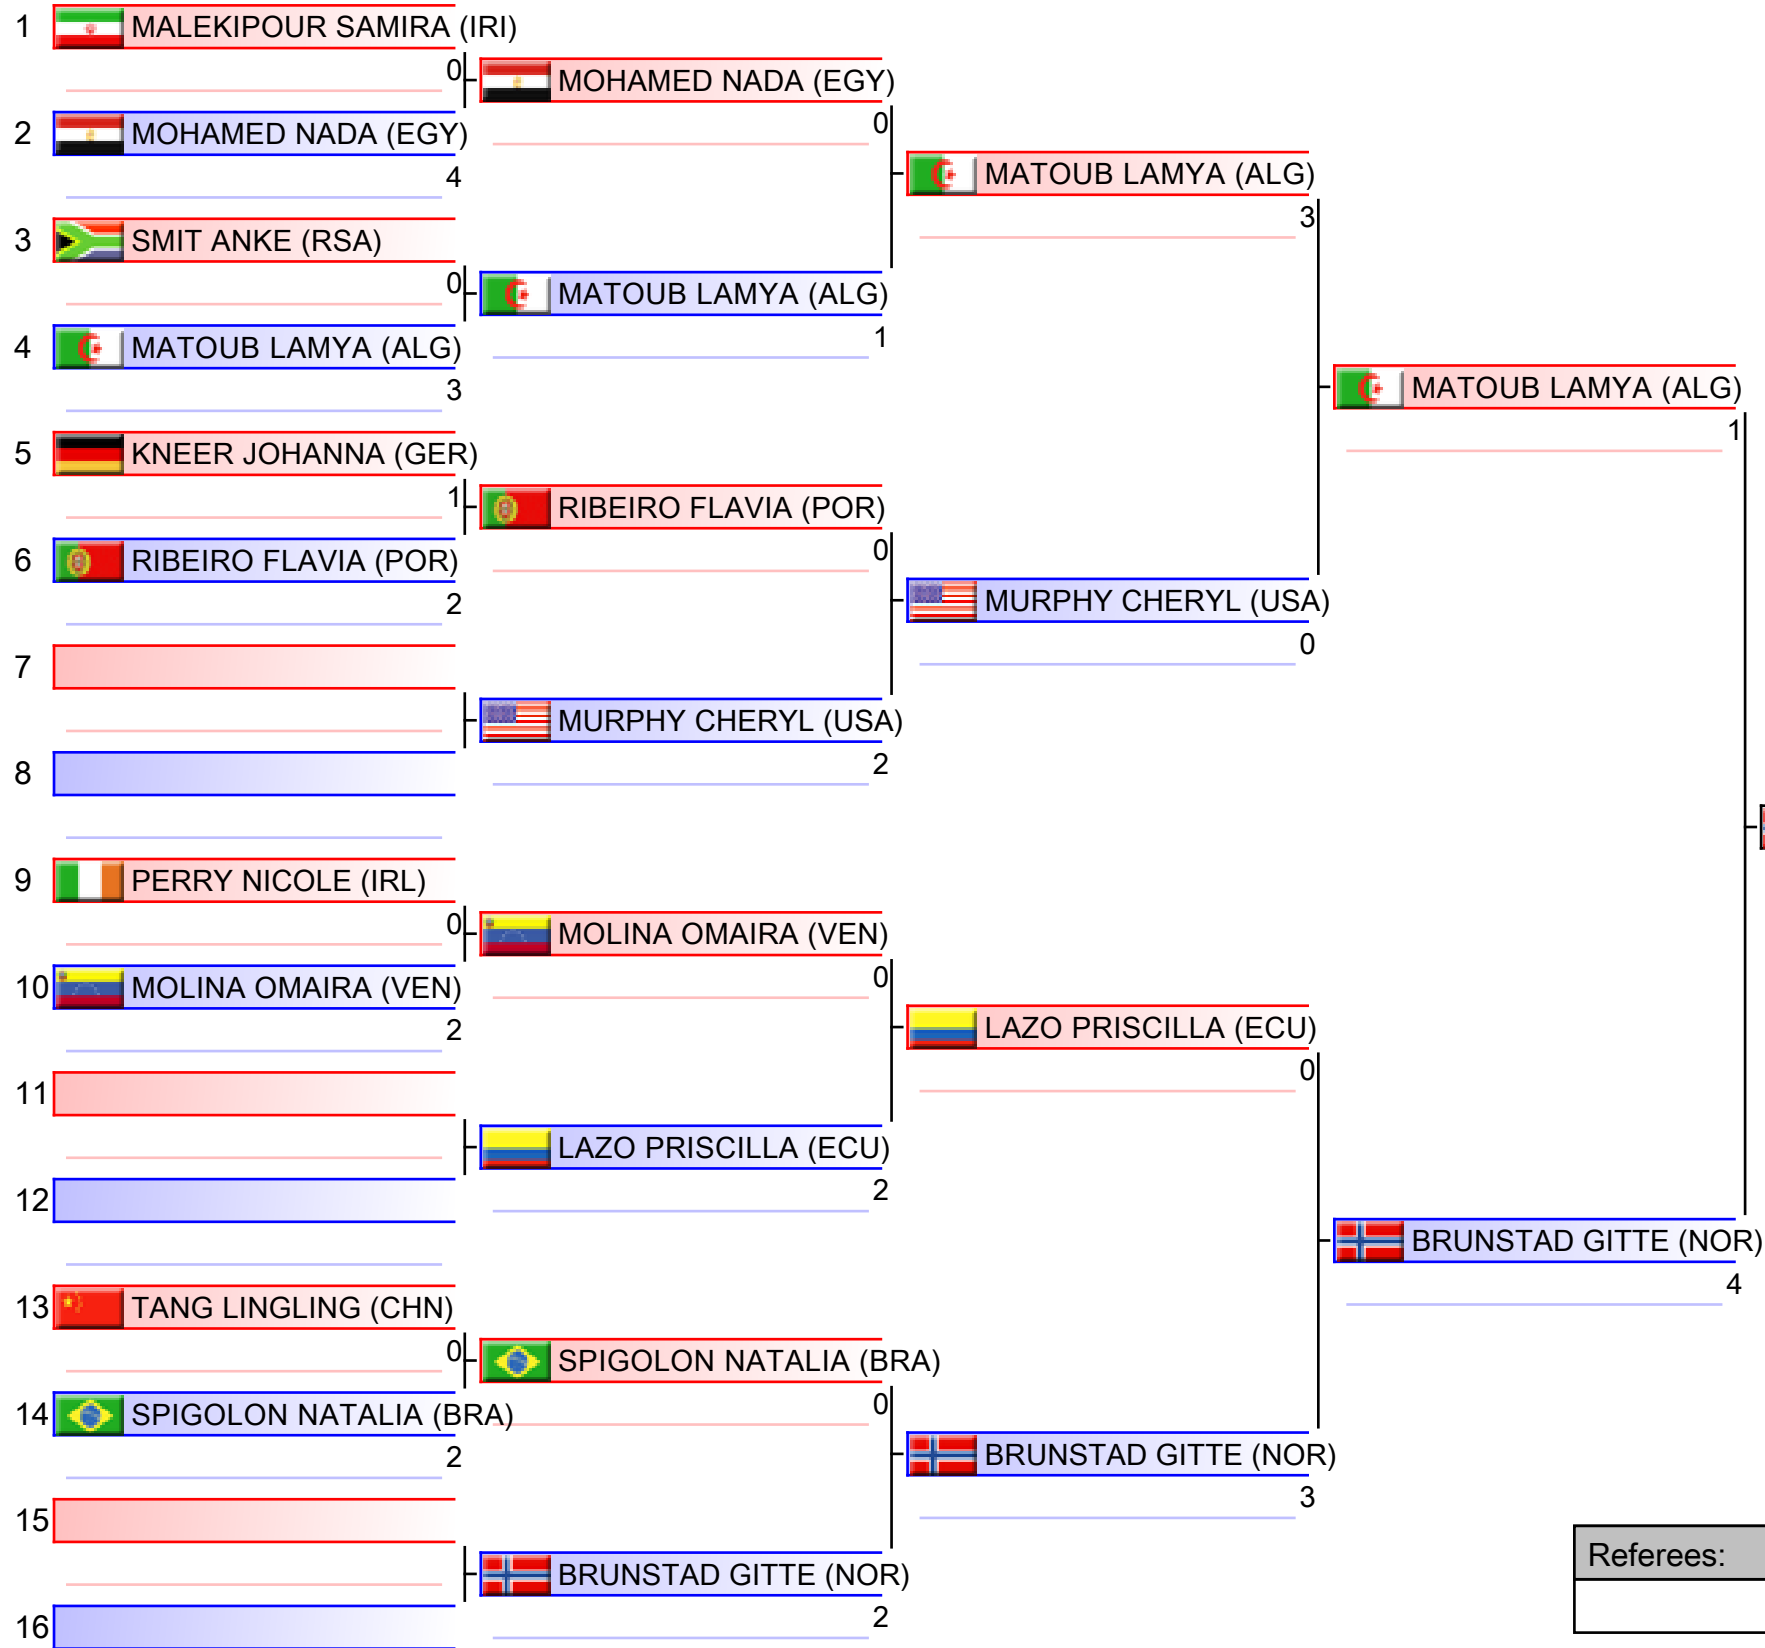 1 MALEKIPOUR SAMIRA (IRI)
0
MOHAMED NADA (EGY)
0
2 MOHAMED NADA (EGY)
4
MATOUB LAMYA (ALG)
3
3 SMIT ANKE (RSA)
0
MATOUB LAMYA (ALG)
1
4 MATOUB LAMYA (ALG)
3
MATOUB LAMYA (ALG)
1
5 KNEER JOHANNA (GER)
1
RIBEIRO FLAVIA (POR)
0
6 RIBEIRO FLAVIA (POR)
2
MURPHY CHERYL (USA)
0
7
MURPHY CHERYL (USA)
2
8
9 PERRY NICOLE (IRL)
0
MOLINA OMAIRA (VEN)
0
10 MOLINA OMAIRA (VEN)
2
LAZO PRISCILLA (ECU)
0
11
LAZO PRISCILLA (ECU)
2
12
BRUNSTAD GITTE (NOR)
4
13 TANG LINGLING (CHN)
0
SPIGOLON NATALIA (BRA)
0
14 SPIGOLON NATALIA (BRA)
2
BRUNSTAD GITTE (NOR)
3
15
BRUNSTAD GITTE (NOR)
2
16
Referees: